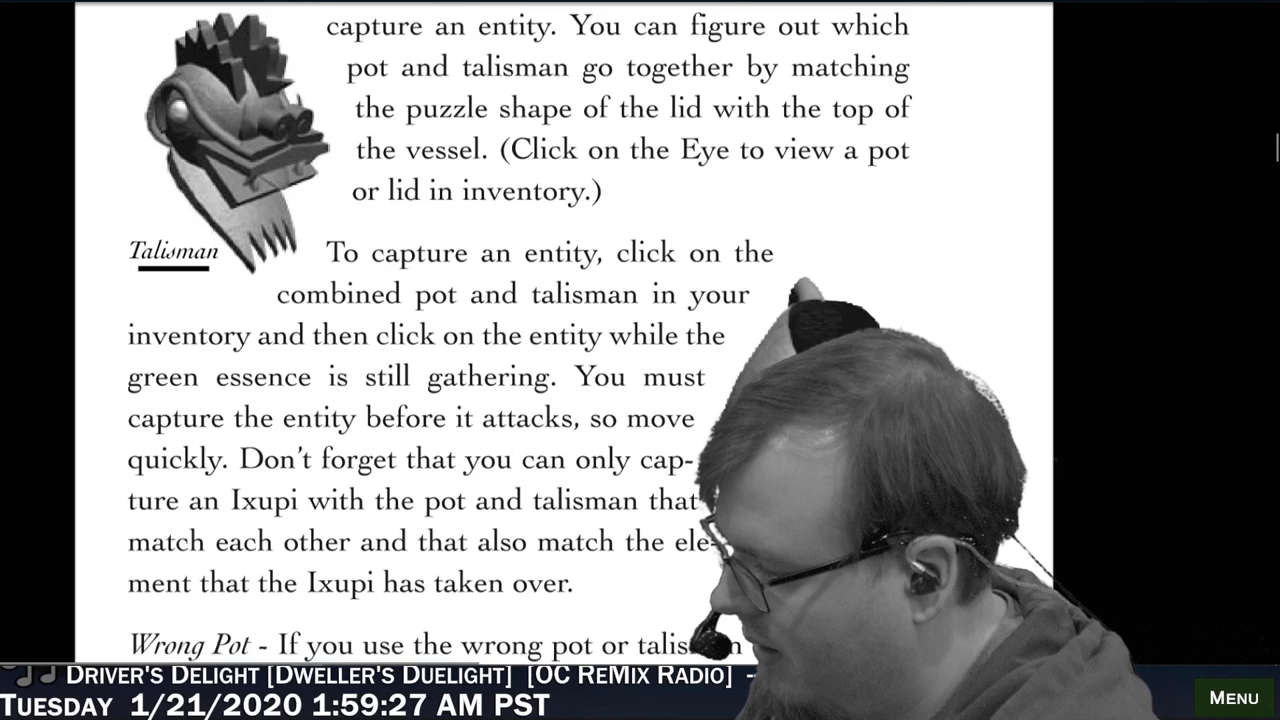 capture an entity. You can figure out which
pot and talisman go together by matching
the puzzle shape of the lid with the top of
the vessel. (Click on the Eye to view a pot
or lid in inventory.)
Talisman
To capture an entity, click on the
combined pot and talisman in your
inventory and then click on the entity while the
green essence is still gathering. You must
capture the entity before it attacks, so move
quickly. Don't forget that you can only cap-
ture an Ixupi with the pot and talisman that
match each other and that also match the ele-
ment that the Ixupi has taken over.
Wrong Pot - If you use the wrong pot or
DRIVER'S DELIGHT [DWELLER'S DUELIGHT] [OC REMIX RADIO] -
TUESDAY 1/21/2020 1:59:27 AM PST
MENU